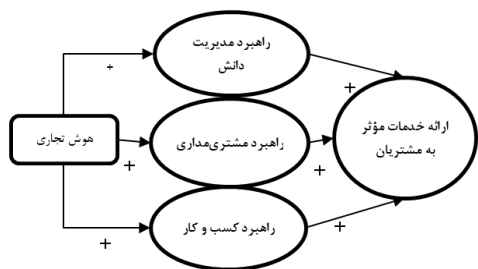 راهبرد مدیریت
دانش
+
+
هوش تجاری
راهبرد مشتری‌مداری
ارائه خدمات مؤثر
به مشتریان
+
+
راهبرد کسب و کار
+
+